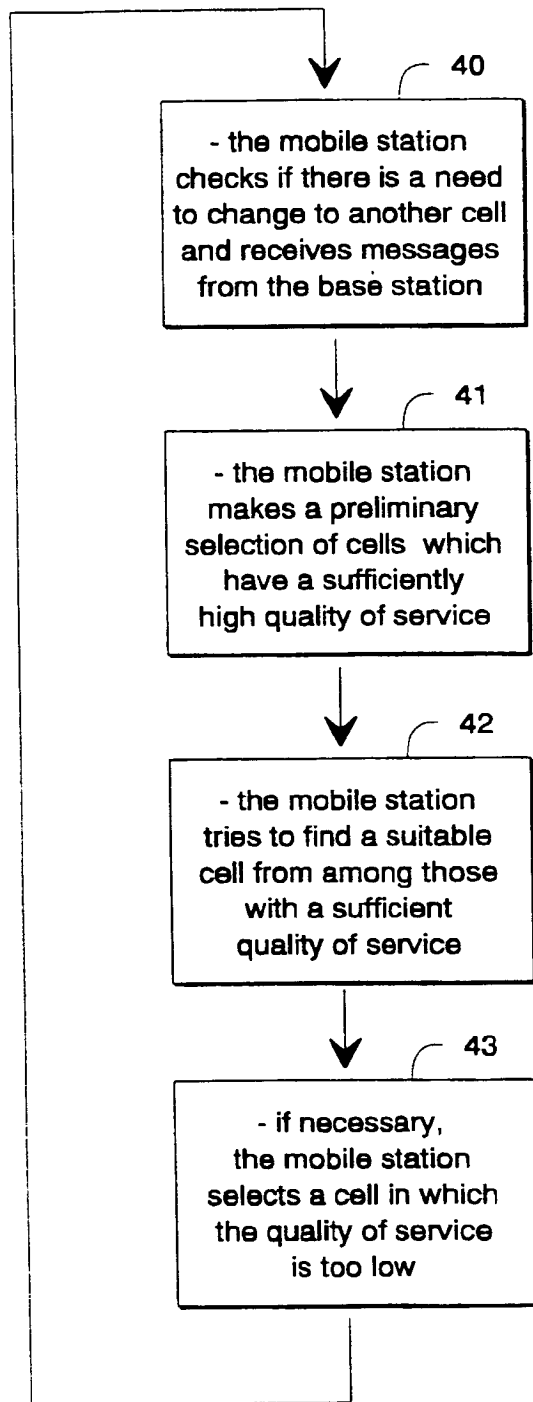 40
- the mobile station
checks if there is a need
to change to another cell
and receives messages
from the base station
41
- the mobile station
makes a preliminary
selection of cells which
have a sufficiently
high quality of service
42
- the mobile station
tries to find a suitable
cell from among those
with a sufficient
quality of service
43
- if necessary,
the mobile station
selects a cell in which
the quality of service
is too low